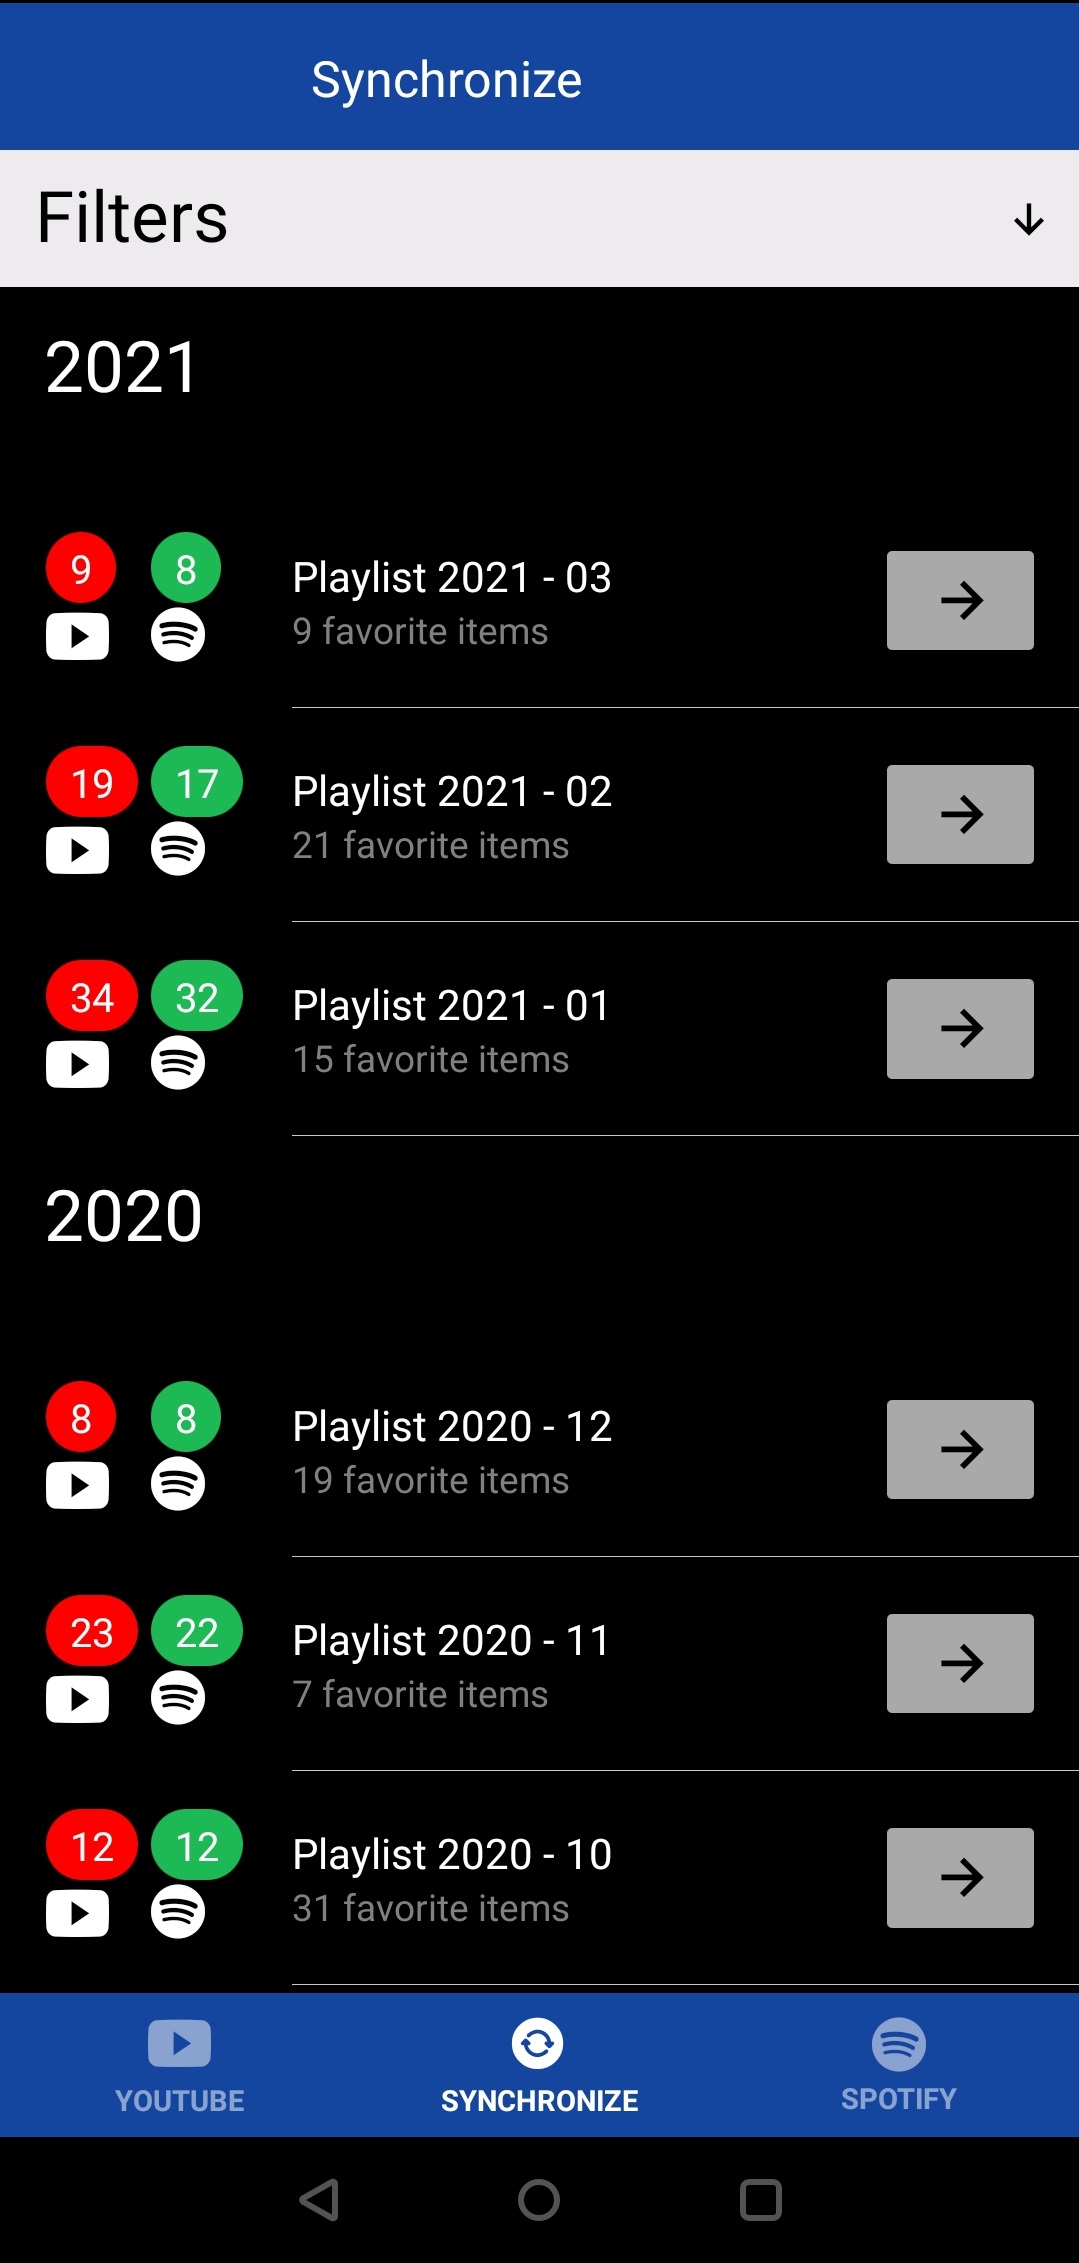 Synchronize
Filters
2021
9 8
Playlist 2021 - 03
9 favorite items
19 17
Playlist 2021 - 02
21 favorite items
34 32
Playlist 2021 - 01
15 favorite items
2020
8 8
Playlist 2020 - 12
19 favorite items
23 22
Playlist 2020 - 11
7 favorite items
12 12
Playlist 2020 - 10
31 favorite items
YOUTUBE SYNCHRONIZE SPOTIFY